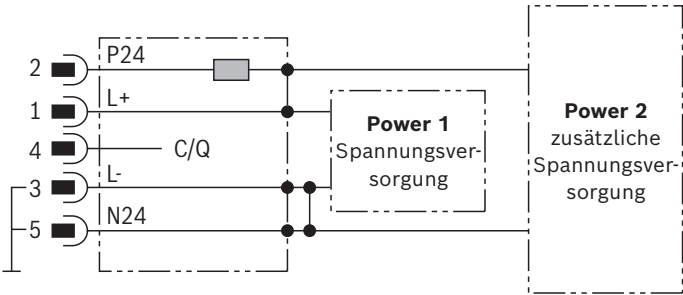 2 P24
1 L+
4 C/Q
3 L-
5 N24
Power 1
Spannungsver-
sorgung
Power 2
zusätzliche
Spannungsver-
sorgung